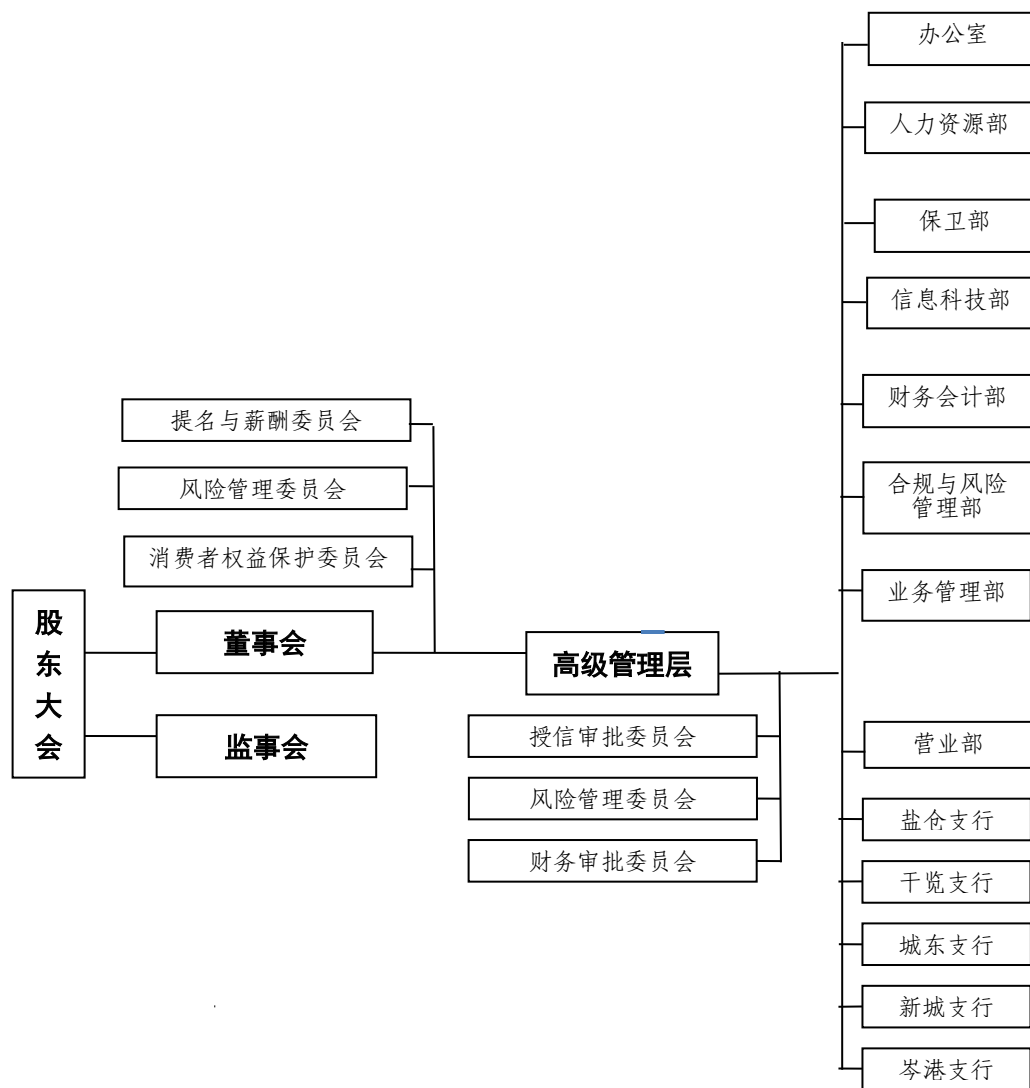 办公室
人力资源部
保卫部
信息科技部
财务会计部
合规与风险
管理部
业务管理部
营业部
盐仓支行
干览支行
城东支行
新城支行
岑港支行
提名与薪酬委员会
风险管理委员会
消费者权益保护委员会
股东大会
董事会
监事会
高级管理层
授信审批委员会
风险管理委员会
财务审批委员会